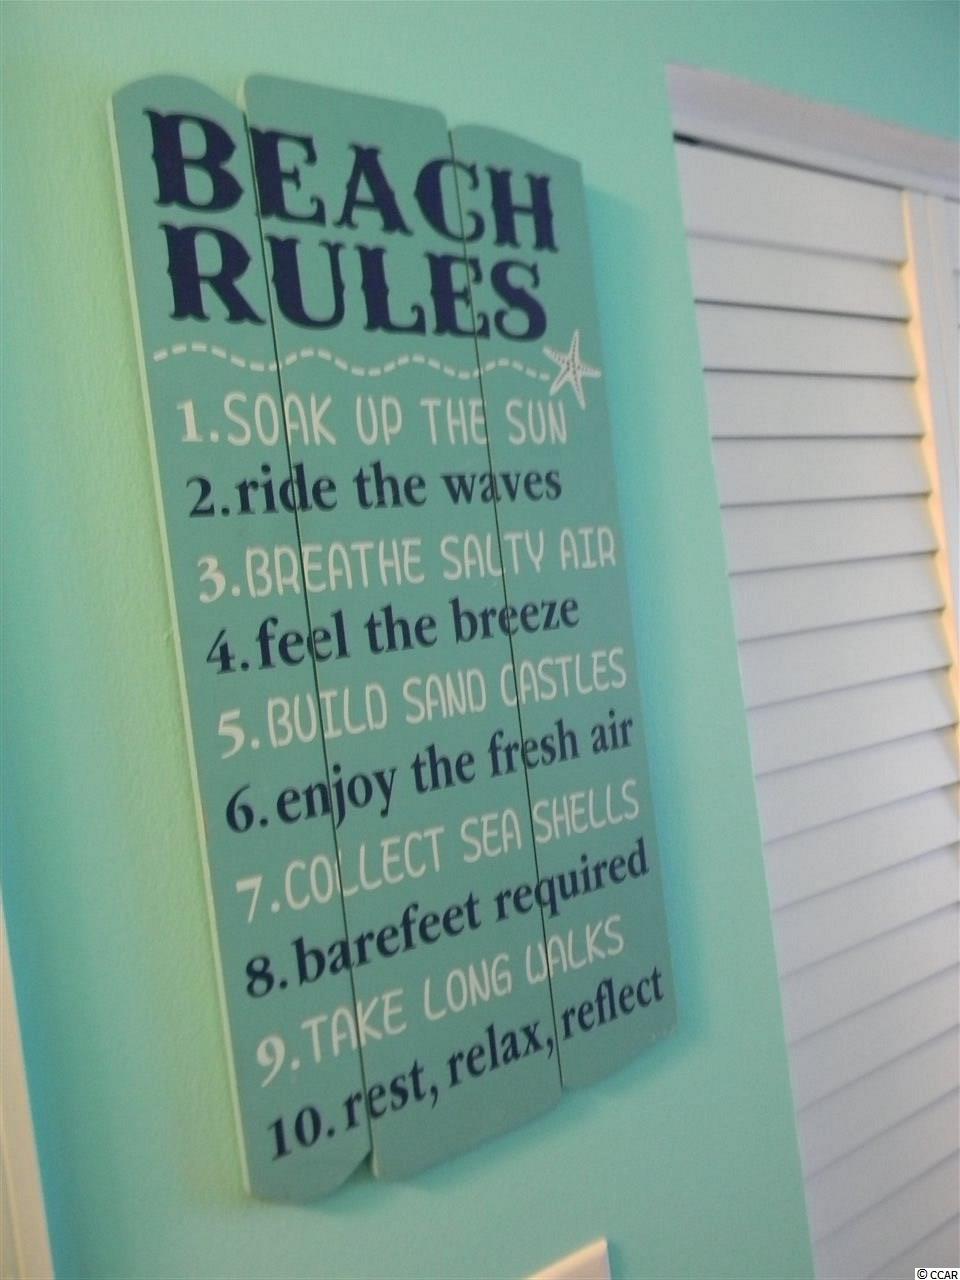 BEACH
RULES
1. SOAK UP THE SUN
2. ride the waves
3. BREATHE SALTY AIR
4. feel the breeze
5. BUILD SAND CASTLES
6. enjoy the fresh air
7. COLLECT SEA SHELLS
8. barefeet required
9. TAKE LONG WALKS
10. rest, relax, reflect
© CCAR